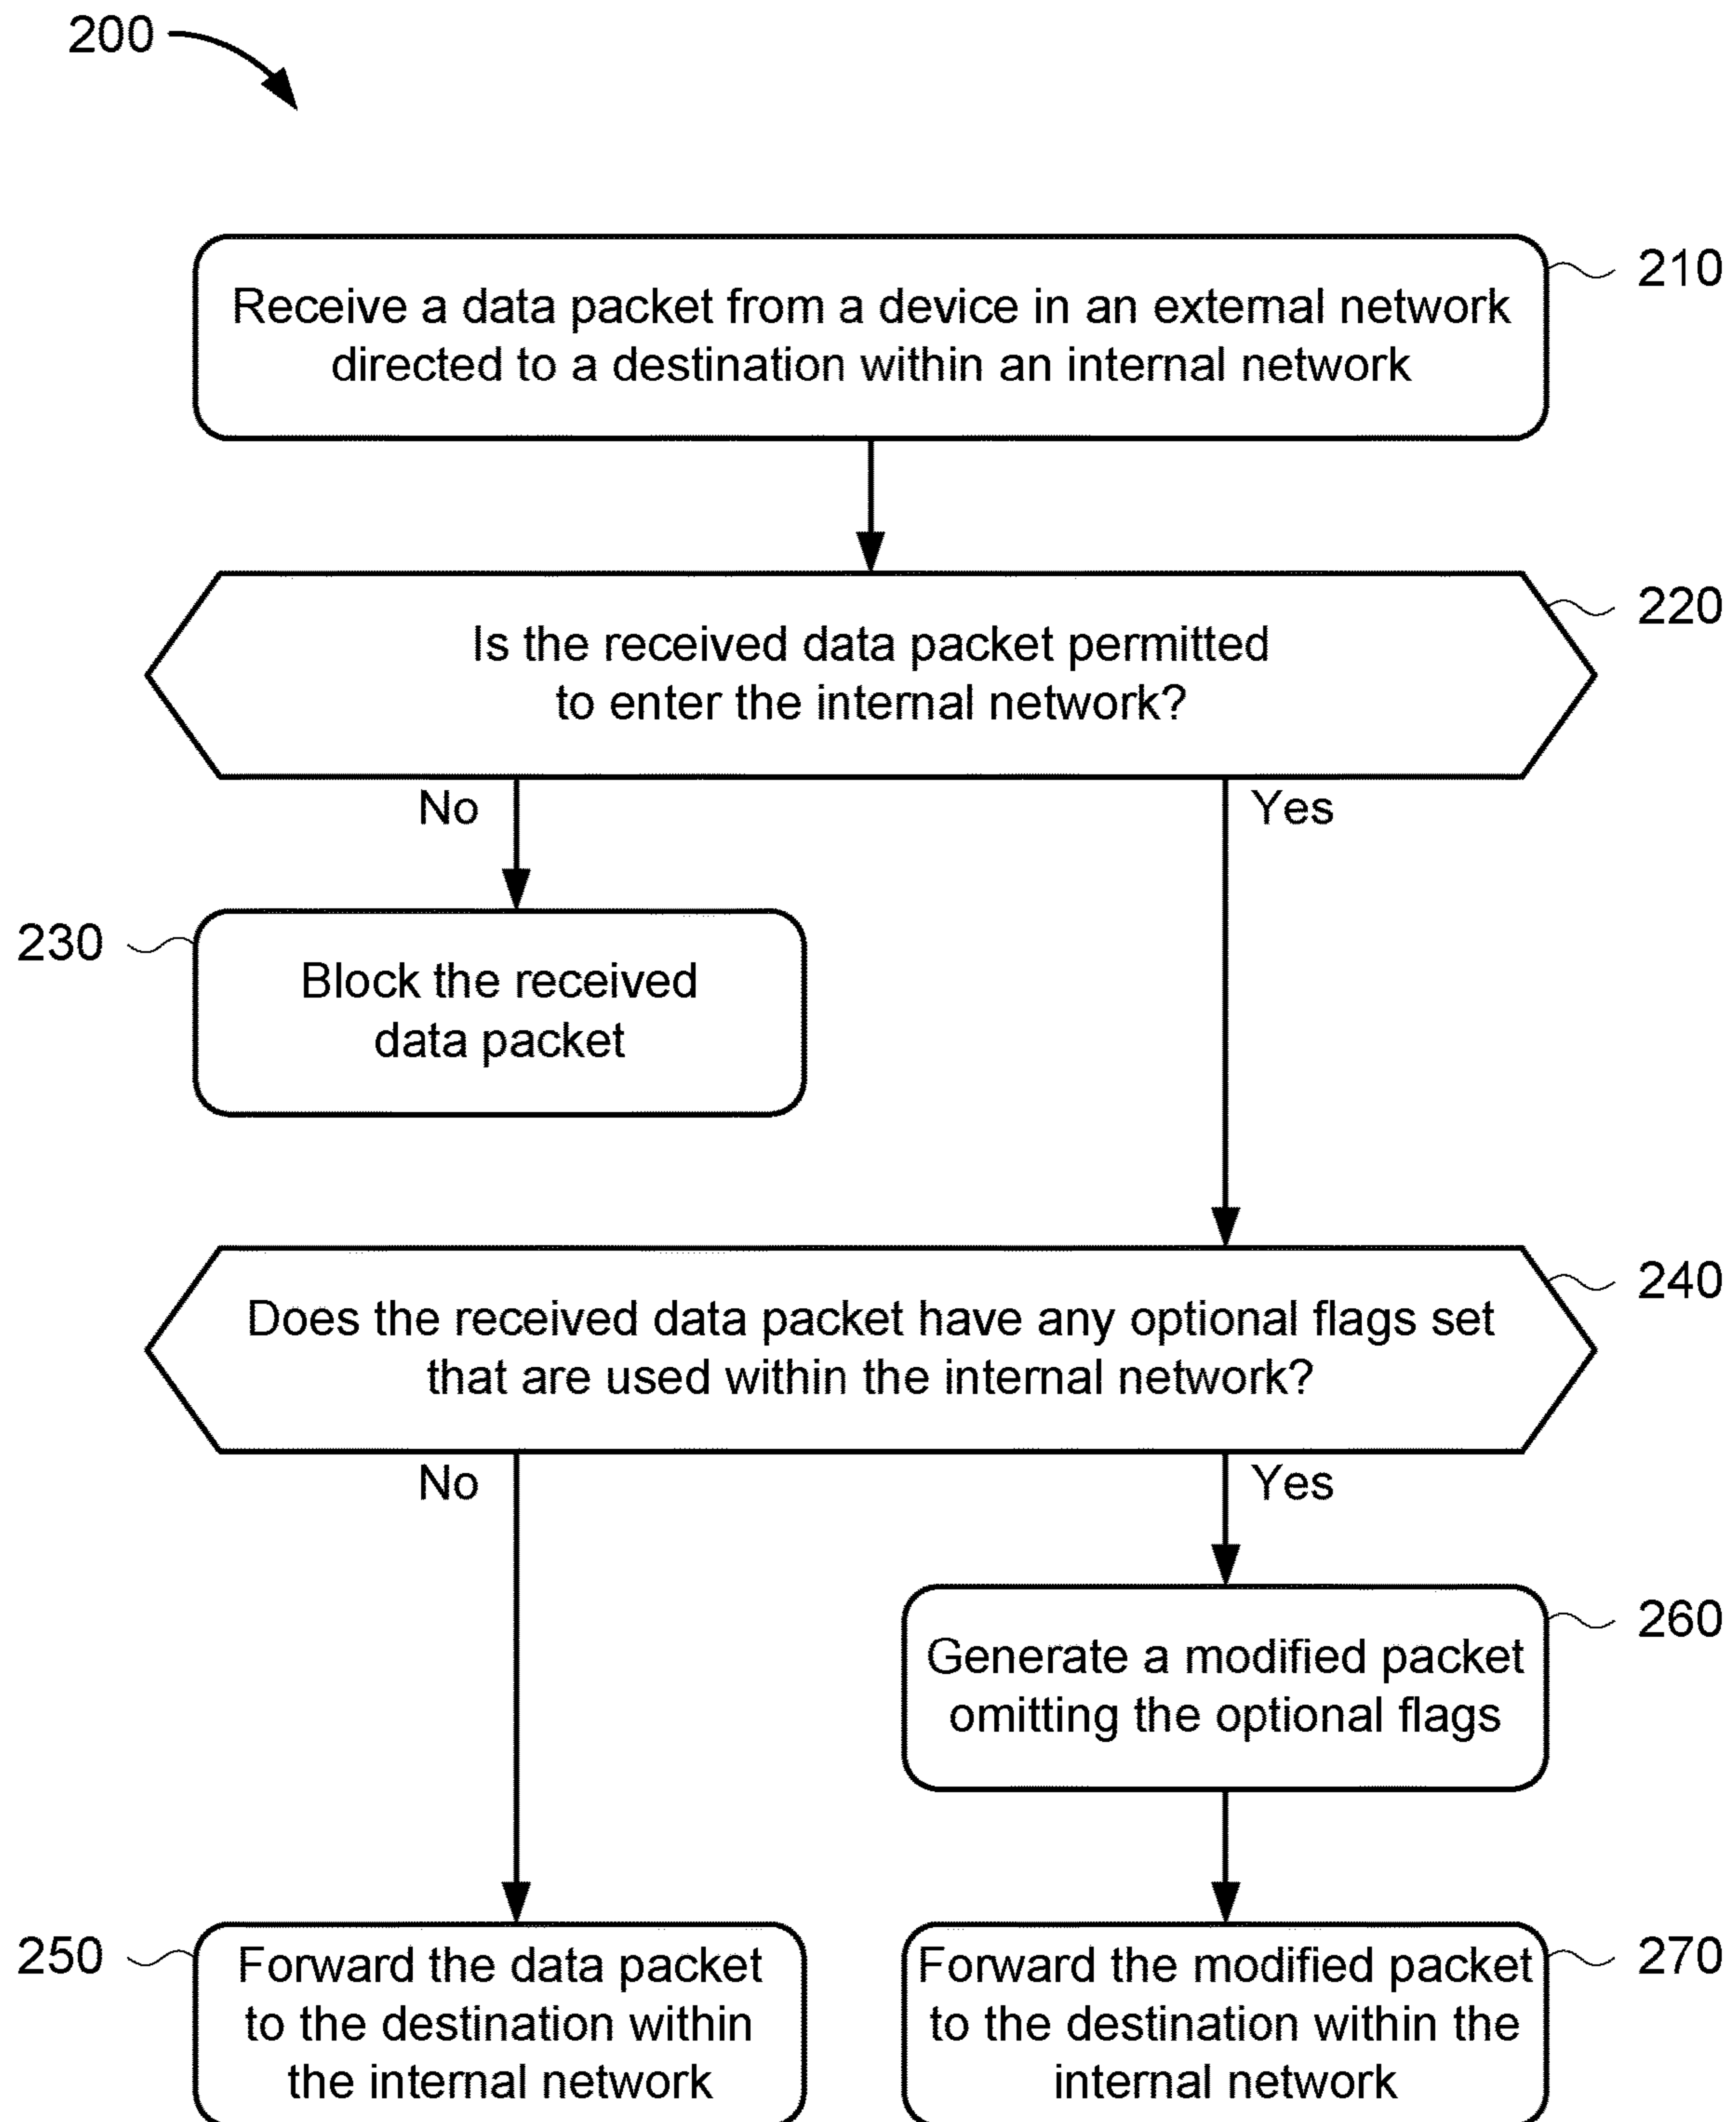 200
210
Receive a data packet from a device in an external network
directed to a destination within an internal network
220
Is the received data packet permitted
to enter the internal network?
No
Yes
230
Block the received
data packet
240
Does the received data packet have any optional flags set
that are used within the internal network?
No
Yes
260
Generate a modified packet
omitting the optional flags
250
Forward the data packet
to the destination within
the internal network
270
Forward the modified packet
to the destination within the
internal network